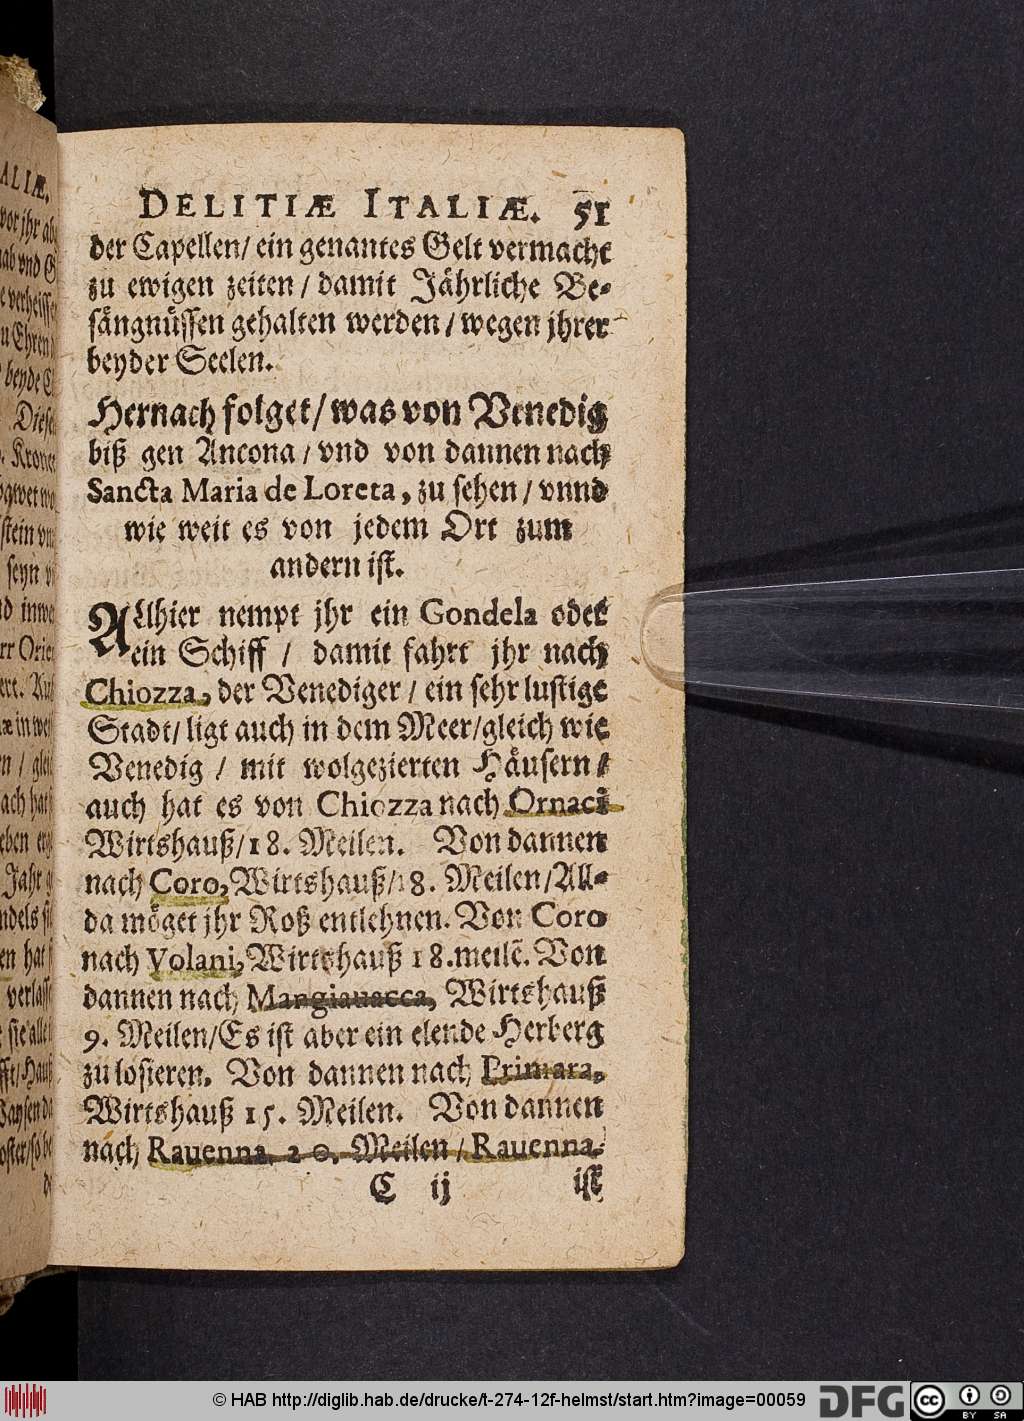 DELITIÆ ITALIÆ. 51
der Capellen/ ein genantes Gelt vermacht
zu ewigen zeiten / damit Jährliche Be-
sängnüssen gehalten werden / wegen jhrer
beyder Seelen.
Hernach folget/ was von Venedig
biß gen Ancona / vnd von dannen nach
Sancta Maria de Loreta, zu sehen / vnnd
wie weit es von jedem Ort zum
andern ist.
Allhier nempt jhr ein Gondela oder
ein Schiff / damit fahrt jhr nach
Chiozza, der Venediger / ein sehr lustige
Stadt/ ligt auch in dem Meer/gleich wie
Venedig / mit wolgezierten Häusern /
auch hat es von Chiozza nach Ornaci
Wirtshauß/18. Meilen. Von dannen
nach Coro, Wirtshauß/18. Meilen/All-
da möget jhr Roß entlehnen. Von Coro
nach Volani, Wirtshauß 18.meilẽ. Von
dannen nach Mangiauacca, Wirtshauß
9. Meilen/Es ist aber ein elende Herberg
zu losieren. Von dannen nach Primara,
Wirtshauß 15. Meilen. Von dannen
nach Rauenna 20. Meilen / Rauenna
C ij ist
© HAB http://diglib.hab.de/drucke/t-274-12f-helmst/start.htm?image=00059
DFG
cc
BY SA